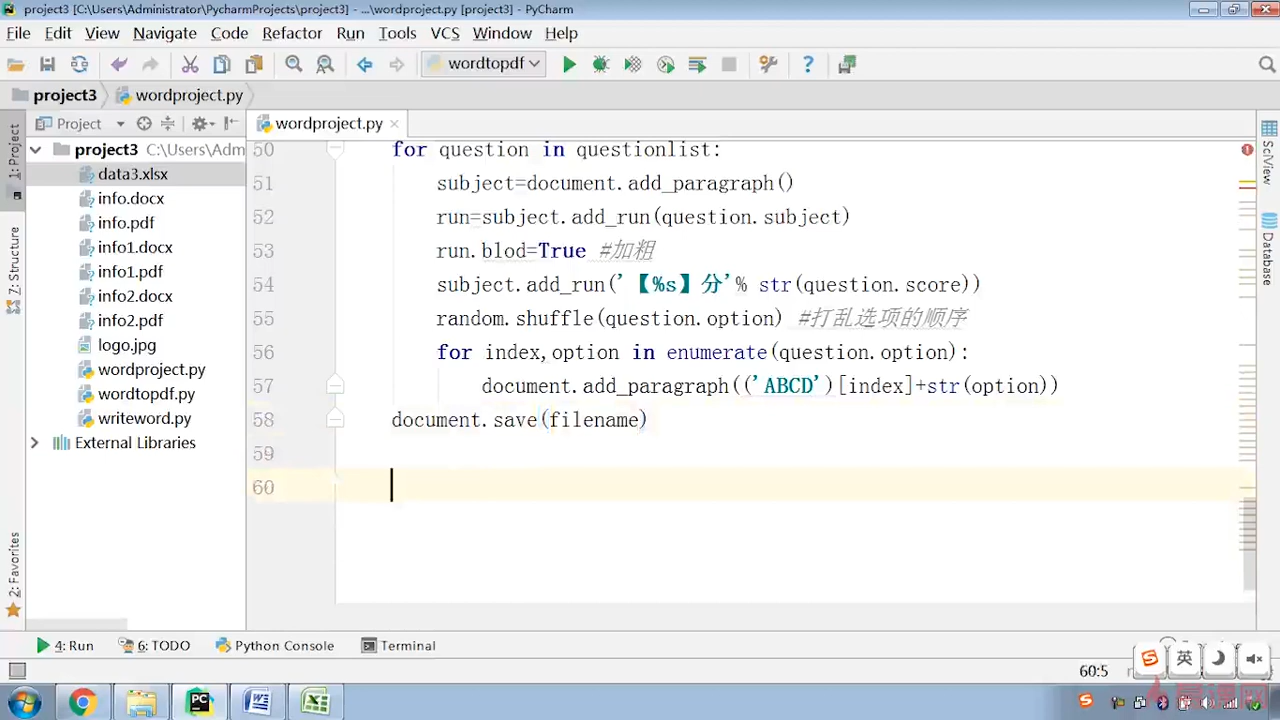 project3 [C:\Users\Administrator\PycharmProjects\project3] - ...\wordproject.py [project3] - PyCharm
File Edit View Navigate Code Refactor Run Tools VCS Window Help
wordtopdf
project3 wordproject.py
1: Project
Z: Structure
2: Favorites
Project
wordproject.py
project3 C:\Users\Adm
data3.xlsx
info.docx
info.pdf
info1.docx
info1.pdf
info2.docx
info2.pdf
logo.jpg
wordproject.py
wordtopdf.py
writeword.py
External Libraries
50 for question in questionlist:
51 subject=document.add_paragraph()
52 run=subject.add_run(question.subject)
53 run.blod=True #加粗
54 subject.add_run('【%s】分'% str(question.score))
55 random.shuffle(question.option) #打乱选项的顺序
56 for index,option in enumerate(question.option):
57 document.add_paragraph(('ABCD')[index]+str(option))
58 document.save(filename)
59
60
SciView
Database
4: Run 6: TODO Python Console Terminal
60:5
英